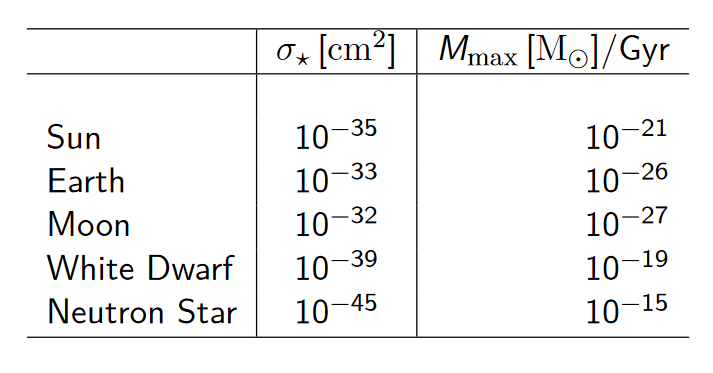 σ⋆ [cm²] M_max [M⊙]/Gyr
Sun 10⁻³⁵ 10⁻²¹
Earth 10⁻³³ 10⁻²⁶
Moon 10⁻³² 10⁻²⁷
White Dwarf 10⁻³⁹ 10⁻¹⁹
Neutron Star 10⁻⁴⁵ 10⁻¹⁵